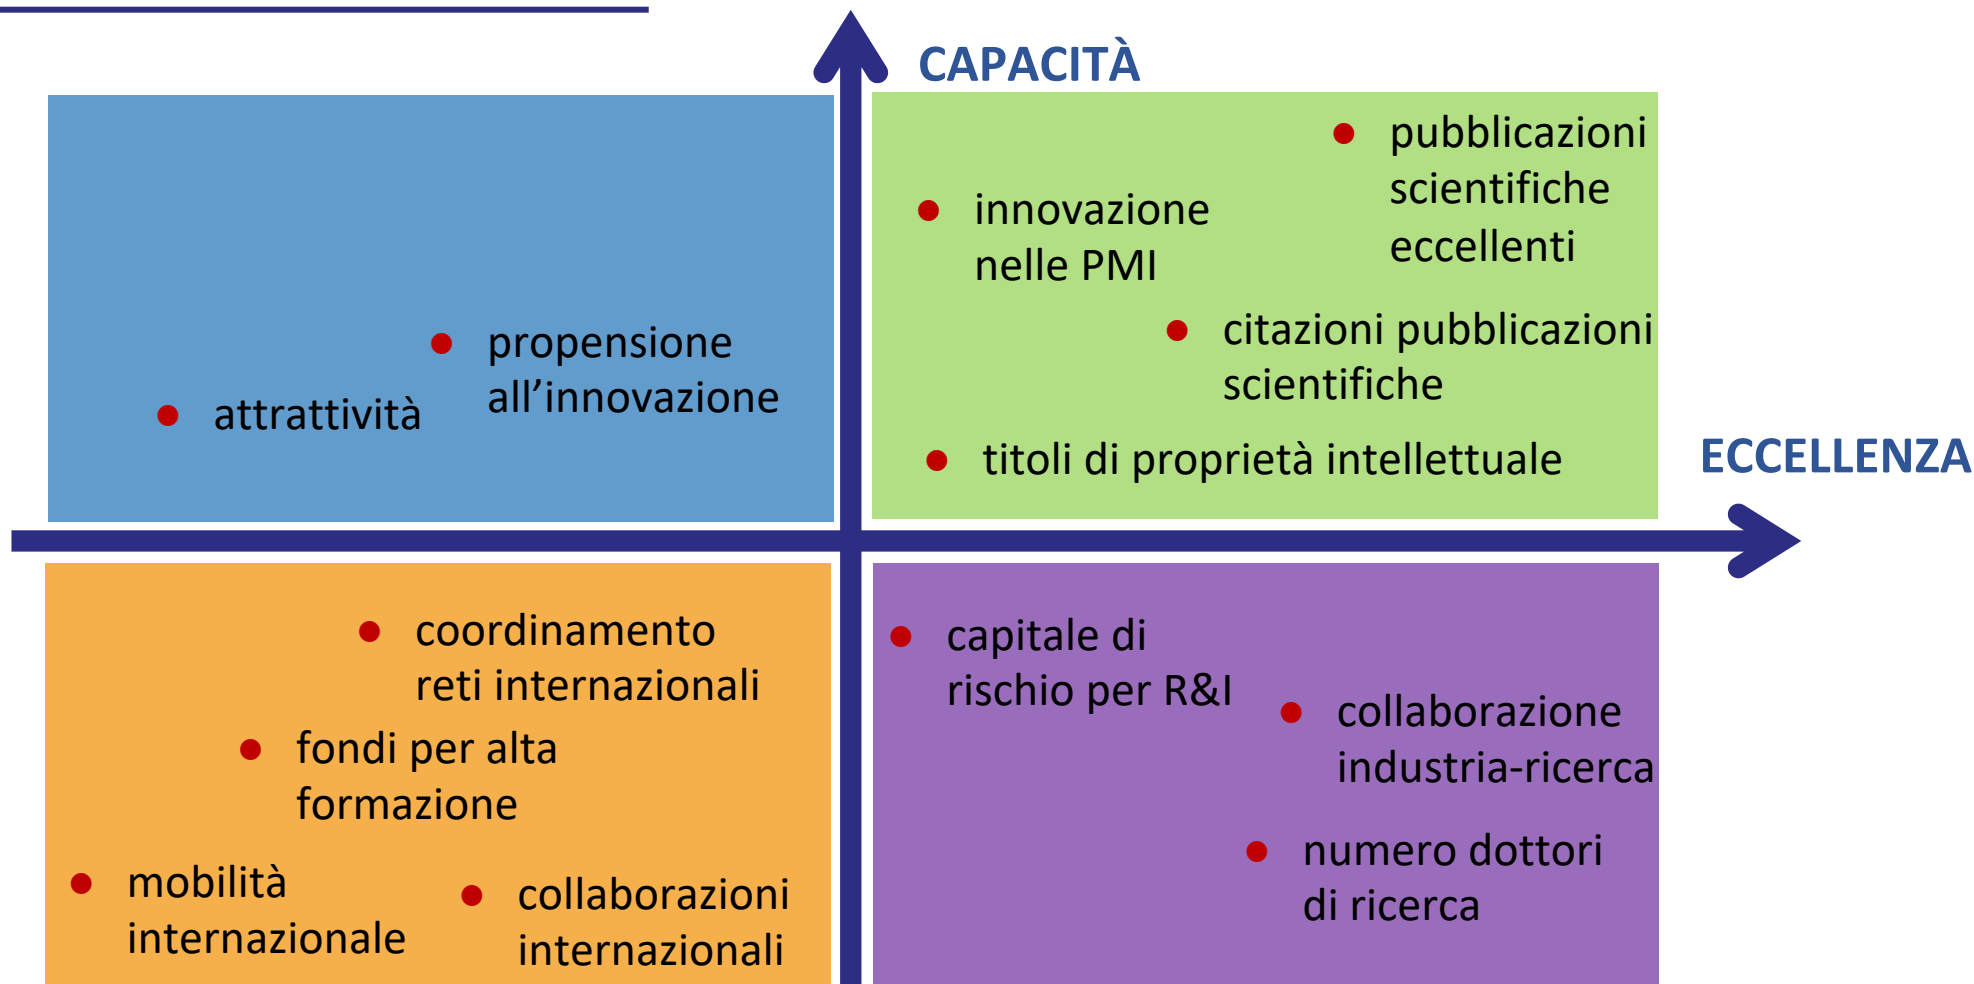 CAPACITÀ
propensione
all’innovazione
attrattività
pubblicazioni
scientifiche
eccellenti
innovazione
nelle PMI
citazioni pubblicazioni
scientifiche
titoli di proprietà intellettuale
ECCELLENZA
coordinamento
reti internazionali
fondi per alta
formazione
mobilità
internazionale
collaborazioni
internazionali
capitale di
rischio per R&I
collaborazione
industria-ricerca
numero dottori
di ricerca